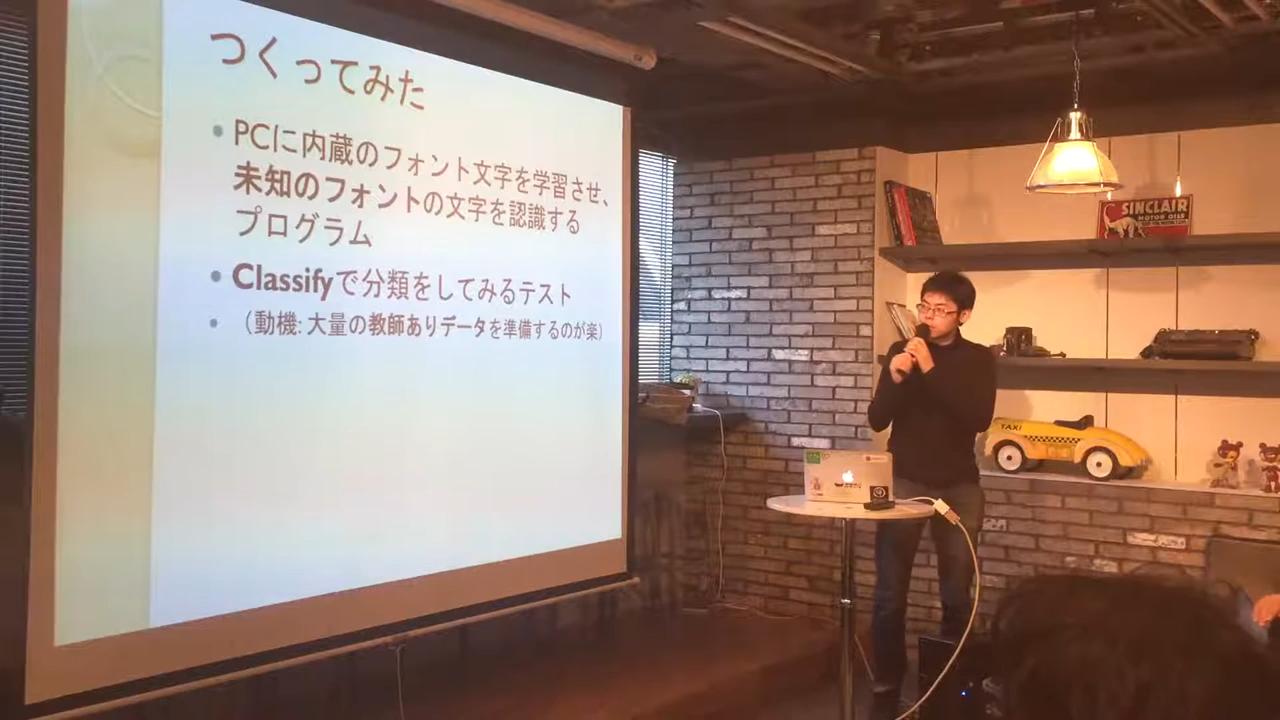 つくってみた
PCに内蔵のフォント文字を学習させ、
未知のフォントの文字を認識する
プログラム
Classifyで分類をしてみるテスト
（動機: 大量の教師ありデータを準備するのが楽）
SINCLAIR
MOTOR OILS
TAXI